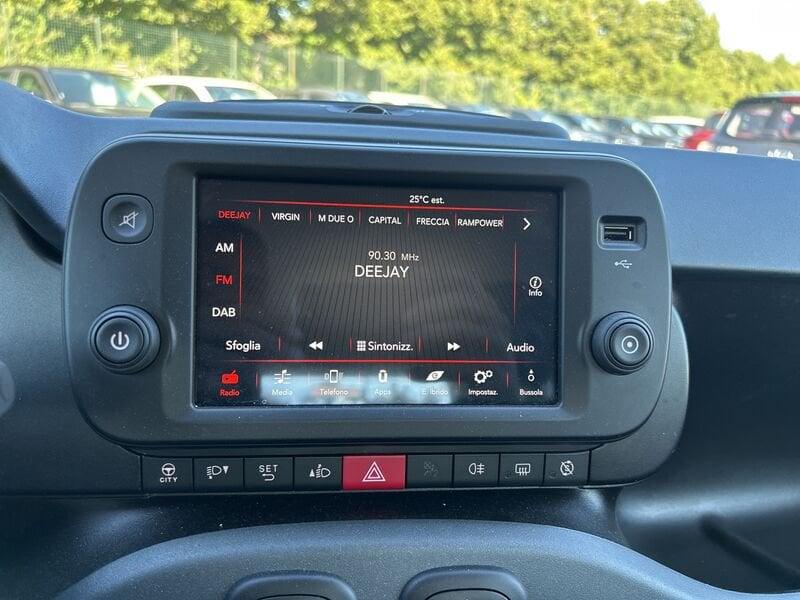 25°C est.
DEEJAY VIRGIN M DUE O CAPITAL FRECCIA RAMPOWER
AM
90.30 MHz
DEEJAY
FM
Info
DAB
Sfoglia Sintonizz. Audio
Radio Media Telefono Apps E. Ibrido Impostaz. Bussola
CITY SET